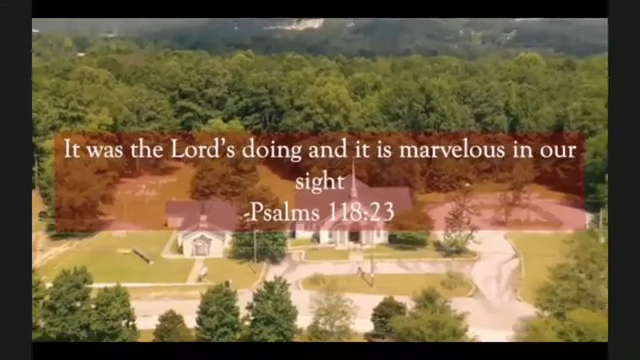 It was the Lord's doing and it is marvelous in our
sight
-Psalms 118:23